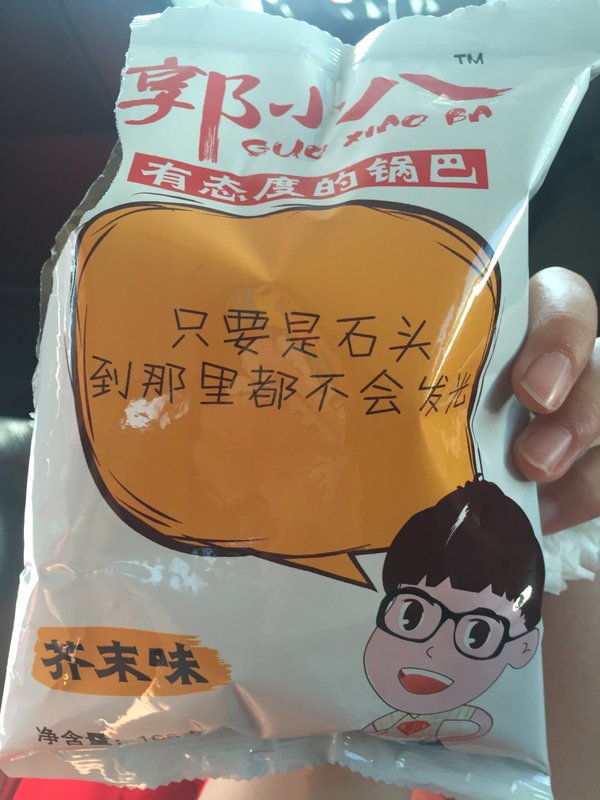 郭小八 TM
GUO XIAO BA
有态度的锅巴
只要是石头
到那里都不会发光
芥末味
净含量: